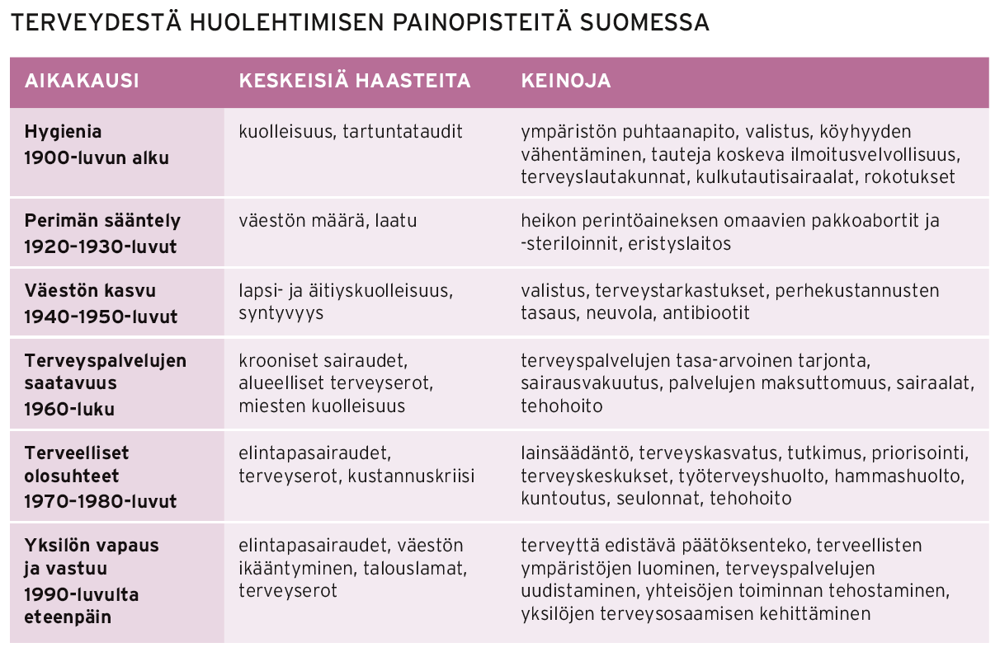 TERVEYDESTÄ HUOLEHTIMISEN PAINOPISTEITÄ SUOMESSA
AIKAKAUSI KESKEISIÄ HAASTEITA KEINOJA
Hygienia
1900-luvun alku
kuolleisuus, tartuntataudit
ympäristön puhtaanapito, valistus, köyhyyden
vähentäminen, tauteja koskeva ilmoitusvelvollisuus,
terveyslautakunnat, kulkutautisairaalat, rokotukset
Perimän sääntely
1920–1930-luvut
väestön määrä, laatu
heikon perintöaineksen omaavien pakkoabortit ja
-steriloinnit, eristyslaitos
Väestön kasvu
1940–1950-luvut
lapsi- ja äitiyskuolleisuus,
syntyvyys
valistus, terveystarkastukset, perhekustannusten
tasaus, neuvola, antibiootit
Terveyspalvelujen
saatavuus
1960-luku
krooniset sairaudet,
alueelliset terveyserot,
miesten kuolleisuus
terveyspalvelujen tasa-arvoinen tarjonta,
sairausvakuutus, palvelujen maksuttomuus, sairaalat,
tehohoito
Terveelliset
olosuhteet
1970–1980-luvut
elintapasairaudet,
terveyserot, kustannuskriisi
lainsäädäntö, terveyskasvatus, tutkimus, priorisointi,
terveyskeskukset, työterveyshuolto, hammashuolto,
kuntoutus, seulonnat, tehohoito
Yksilön vapaus
ja vastuu
1990-luvulta
eteenpäin
elintapasairaudet, väestön
ikääntyminen, talouslamat,
terveyserot
terveyttä edistävä päätöksenteko, terveellisten
ympäristöjen luominen, terveyspalvelujen
uudistaminen, yhteisöjen toiminnan tehostaminen,
yksilöjen terveysosaamisen kehittäminen